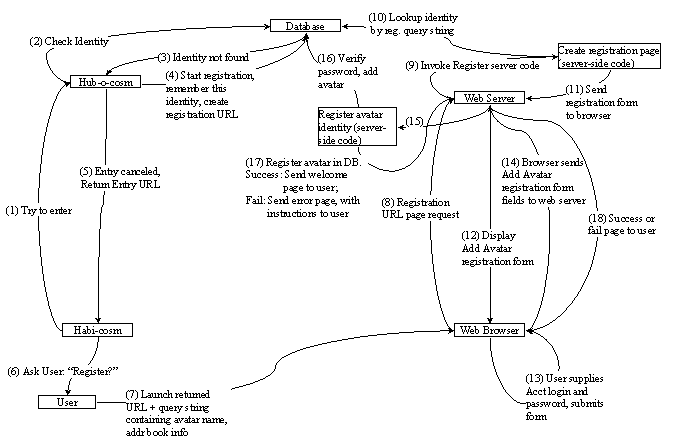 Database
(10) Lookup identity
by reg. query string
(2) Check Identity
(3) Identity not found
Create registration page
(server-side code)
(16) Verify
password, add
avatar
(9) Invoke Register server code
Hub-o-cosm
(4) Start registration,
remember this
identity, create
registration URL
Web Server
(11) Send
registration form
to browser
Register avatar
identity (server-
side code)
(15)
(5) Entry canceled,
Return Entry URL
(17) Register avatar in DB.
Success: Send welcome
page to user;
Fail: Send error page, with
instructions to user
(14) Browser sends
Add Avatar
registration form
fields to web server
(1) Try to enter
(8) Registration
URL page request
(18) Success or
fail page to user
(12) Display
Add Avatar
registration form
Habi-cosm
Web Browser
(6) Ask User: "Register?"
(7) Launch returned
URL + query string
containing avatar name,
addrbook info
User
(13) User supplies
Acct login and
password, submits
form